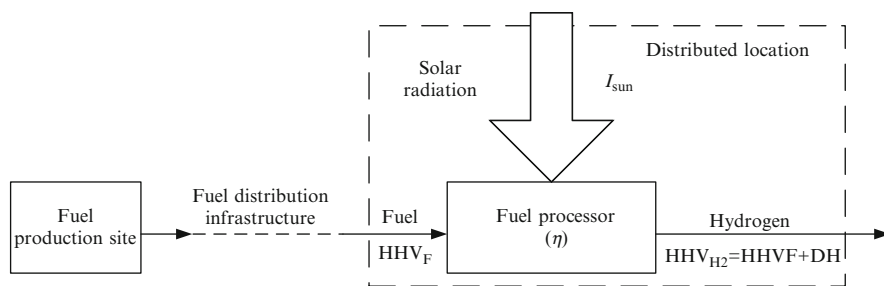 Distributed location
Solar
radiation
I_sun
Fuel
production site
Fuel distribution
infrastructure
Fuel
HHV_F
Fuel processor
(η)
Hydrogen
HHV_H2=HHVF+DH